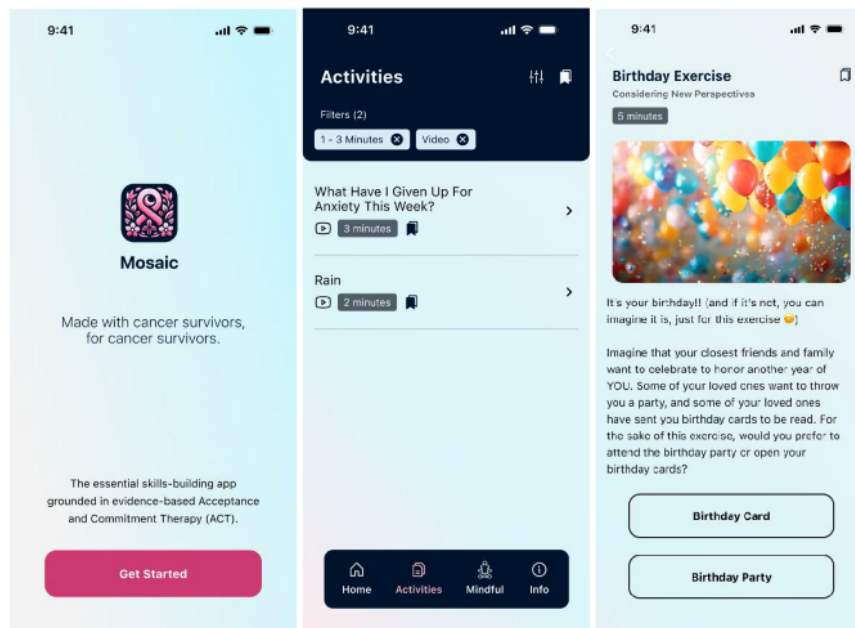 9:41
Mosaic
Made with cancer survivors,
for cancer survivors.
The essential skills-building app
grounded in evidence-based Acceptance
and Commitment Therapy (ACT).
Get Started
9:41
Activities
Filters (2)
1 - 3 Minutes
Video
What Have I Given Up For
Anxiety This Week?
3 minutes
Rain
2 minutes
Home Activities Mindful Info
9:41
Birthday Exercise
Considering New Perspectives
5 minutes
It's your birthday!! (and if it's not, you can
imagine it is, just for this exercise 😊)
Imagine that your closest friends and family
want to celebrate to honor another year of
YOU. Some of your loved ones want to throw
you a party, and some of your loved ones
have sent you birthday cards to be read. For
the sake of this exercise, would you prefer to
attend the birthday party or open your
birthday cards?
Birthday Card
Birthday Party